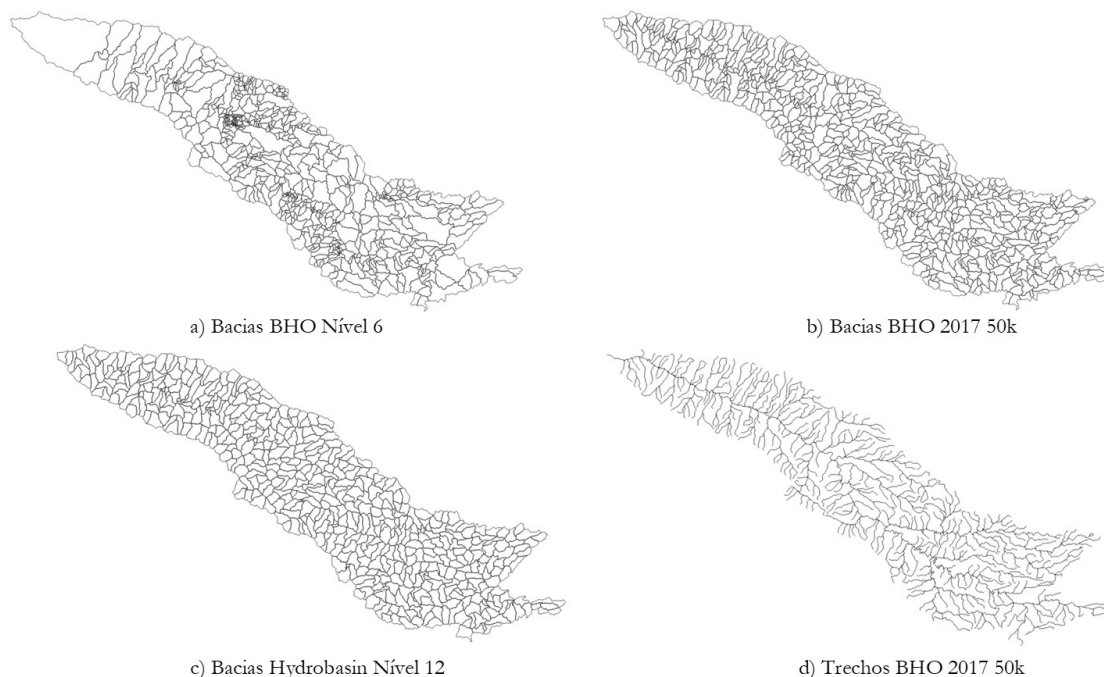 a) Bacias BHO Nível 6
b) Bacias BHO 2017 50k
c) Bacias Hydrobasin Nível 12
d) Trechos BHO 2017 50k